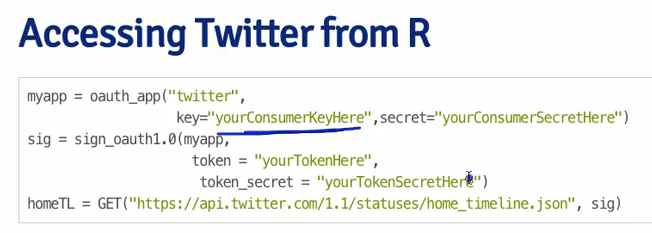 Accessing Twitter from R
myapp = oauth_app("twitter",
key="yourConsumerKeyHere",secret="yourConsumerSecretHere")
sig = sign_oauth1.0(myapp,
token = "yourTokenHere",
token_secret = "yourTokenSecretHere")
homeTL = GET("https://api.twitter.com/1.1/statuses/home_timeline.json", sig)